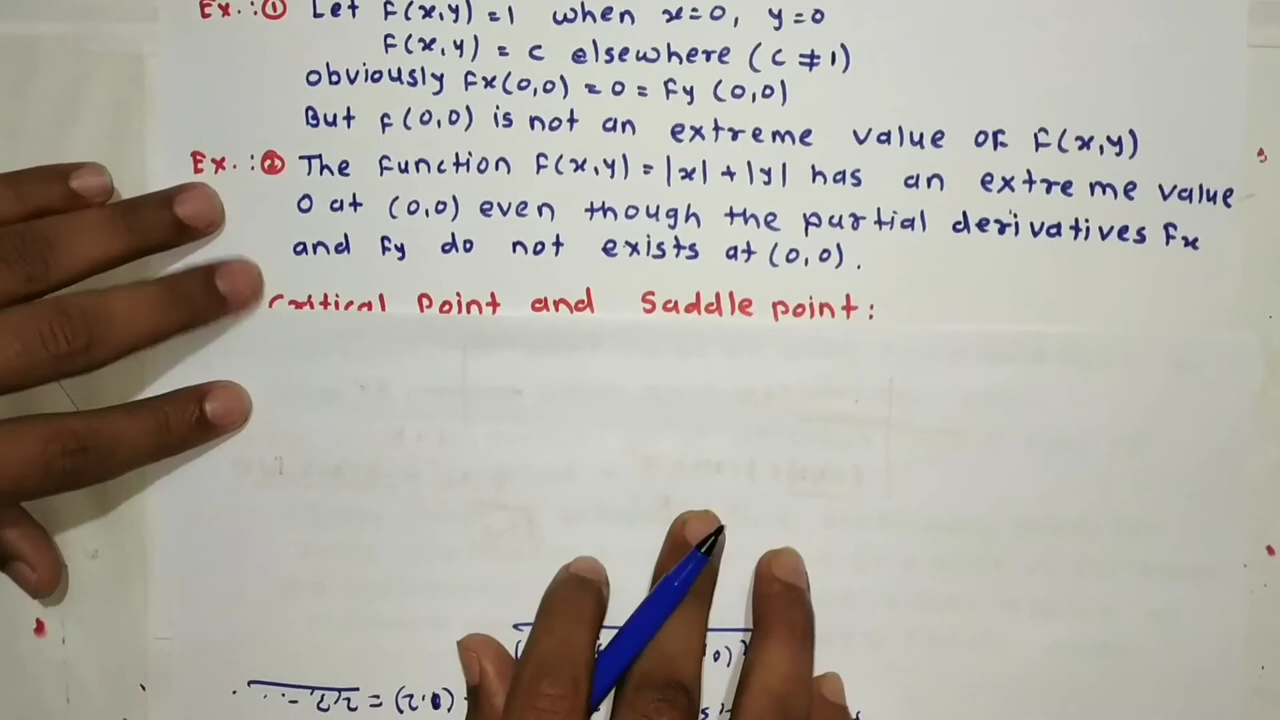 Ex.:① Let f(x,y)=1 when x=0, y=0
f(x,y) = c elsewhere (c ≠ 1)
obviously fx(0,0) = 0 = fy (0,0)
But f(0,0) is not an extreme value of f(x,y)
Ex.:② The function f(x,y) = |x| + |y| has an extreme value
0 at (0,0) even though the partial derivatives fx
and fy do not exists at (0,0).
critical point and saddle point: